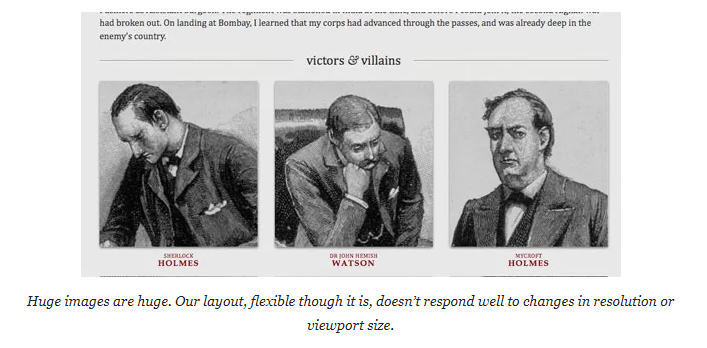 had broken out. On landing at Bombay, I learned that my corps had advanced through the passes, and was already deep in the
enemy's country.
victors & villains
SHERLOCK
HOLMES
DR JOHN HEMISH
WATSON
MYCROFT
HOLMES
Huge images are huge. Our layout, flexible though it is, doesn't respond well to changes in resolution or
viewport size.